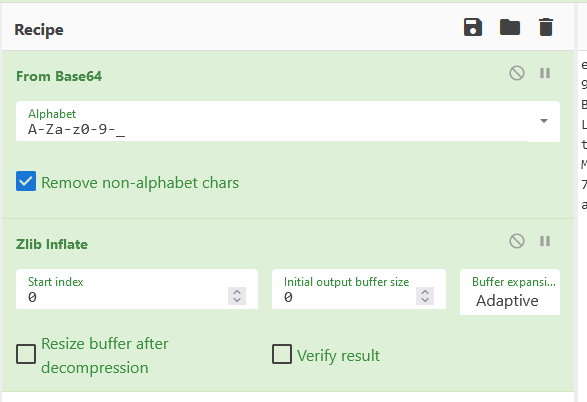 Recipe
From Base64
Alphabet
A-Za-z0-9-_
Remove non-alphabet chars
Zlib Inflate
Start index
0
Initial output buffer size
0
Buffer expansi...
Adaptive
Resize buffer after
decompression
Verify result
e
9
B
L
t
M
7
a